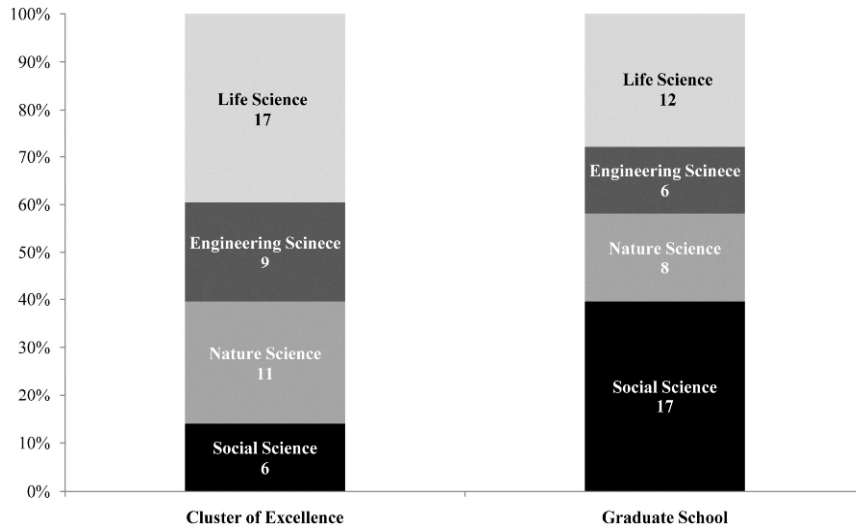 100%
90%
80%
70%
60%
50%
40%
30%
20%
10%
0%
Life Science
17
Engineering Scinece
9
Nature Science
11
Social Science
6
Life Science
12
Engineering Scinece
6
Nature Science
8
Social Science
17
Cluster of Excellence
Graduate School